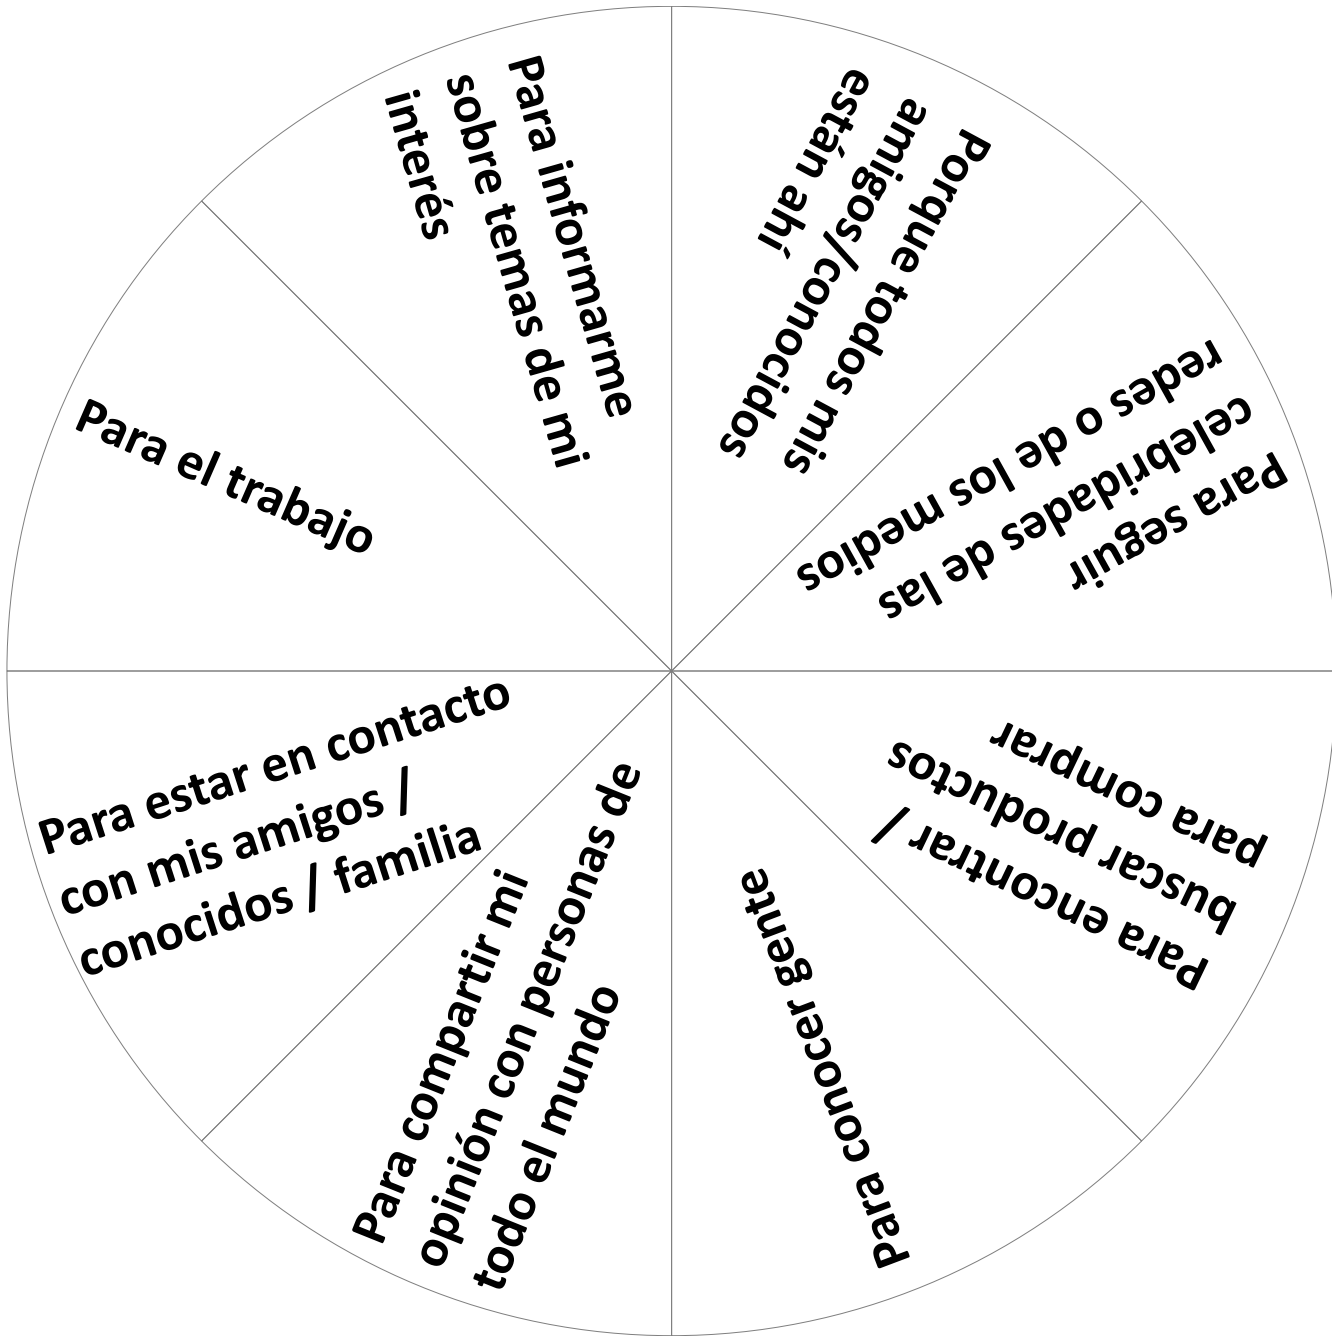 Para informarme
sobre temas de mi
interés
Porque todos mis
amigos/conocidos
están ahí
Para seguir
celebridades de las
redes o de los medios
Para encontrar /
buscar productos
para comprar
Para conocer gente
Para compartir mi
opinión con personas de
todo el mundo
Para estar en contacto
con mis amigos /
conocidos / familia
Para el trabajo